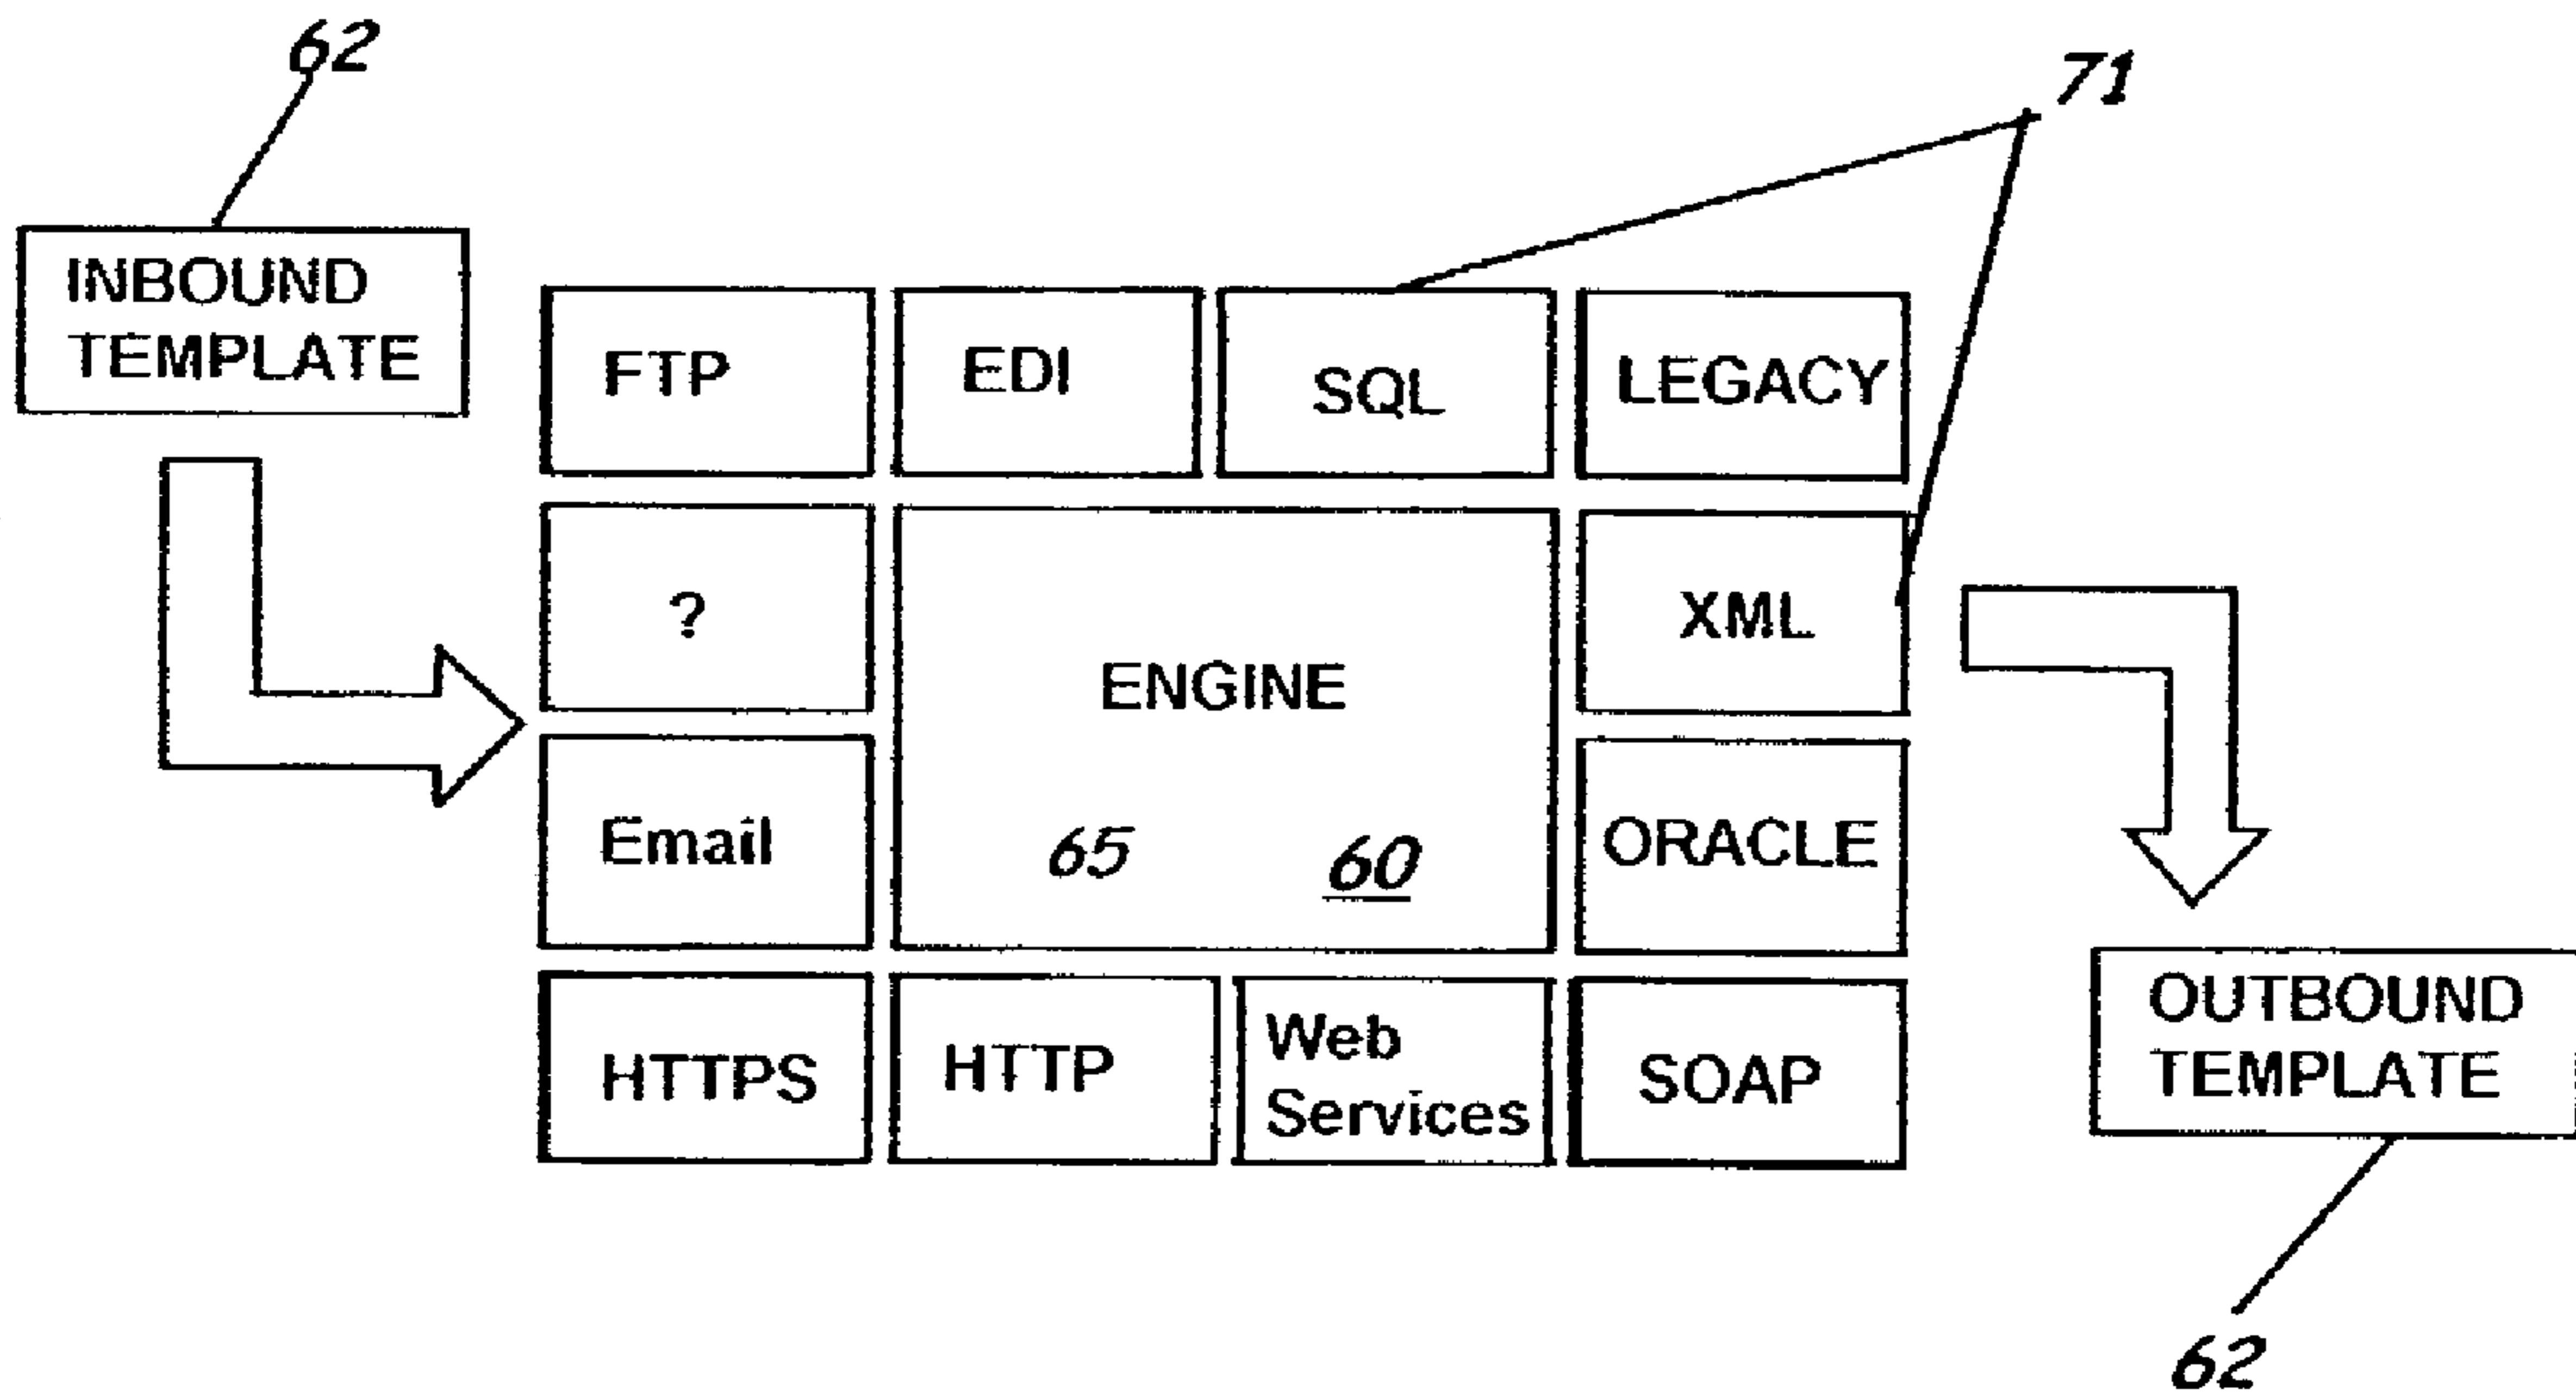 62
71
INBOUND
TEMPLATE
FTP
EDI
SQL
LEGACY
?
ENGINE
XML
Email
65
60
ORACLE
HTTPS
HTTP
Web
Services
SOAP
OUTBOUND
TEMPLATE
62